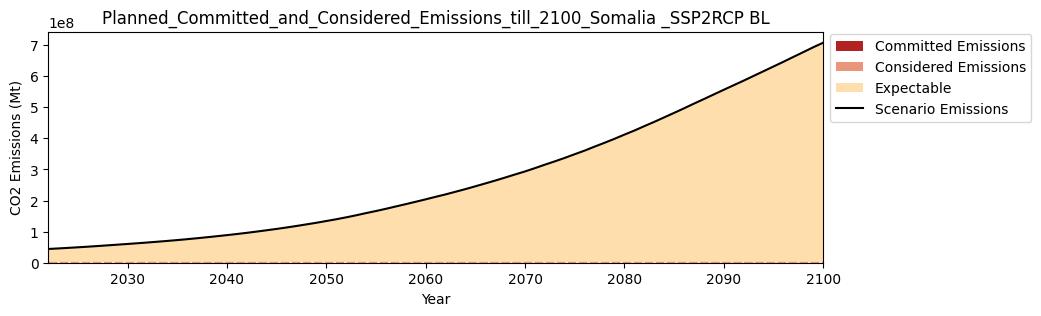 Planned_Committed_and_Considered_Emissions_till_2100_Somalia _SSP2RCP BL
1e8
7
6
5
4
3
2
1
0
CO2 Emissions (Mt)
2030 2040 2050 2060 2070 2080 2090 2100
Year
Committed Emissions
Considered Emissions
Expectable
Scenario Emissions